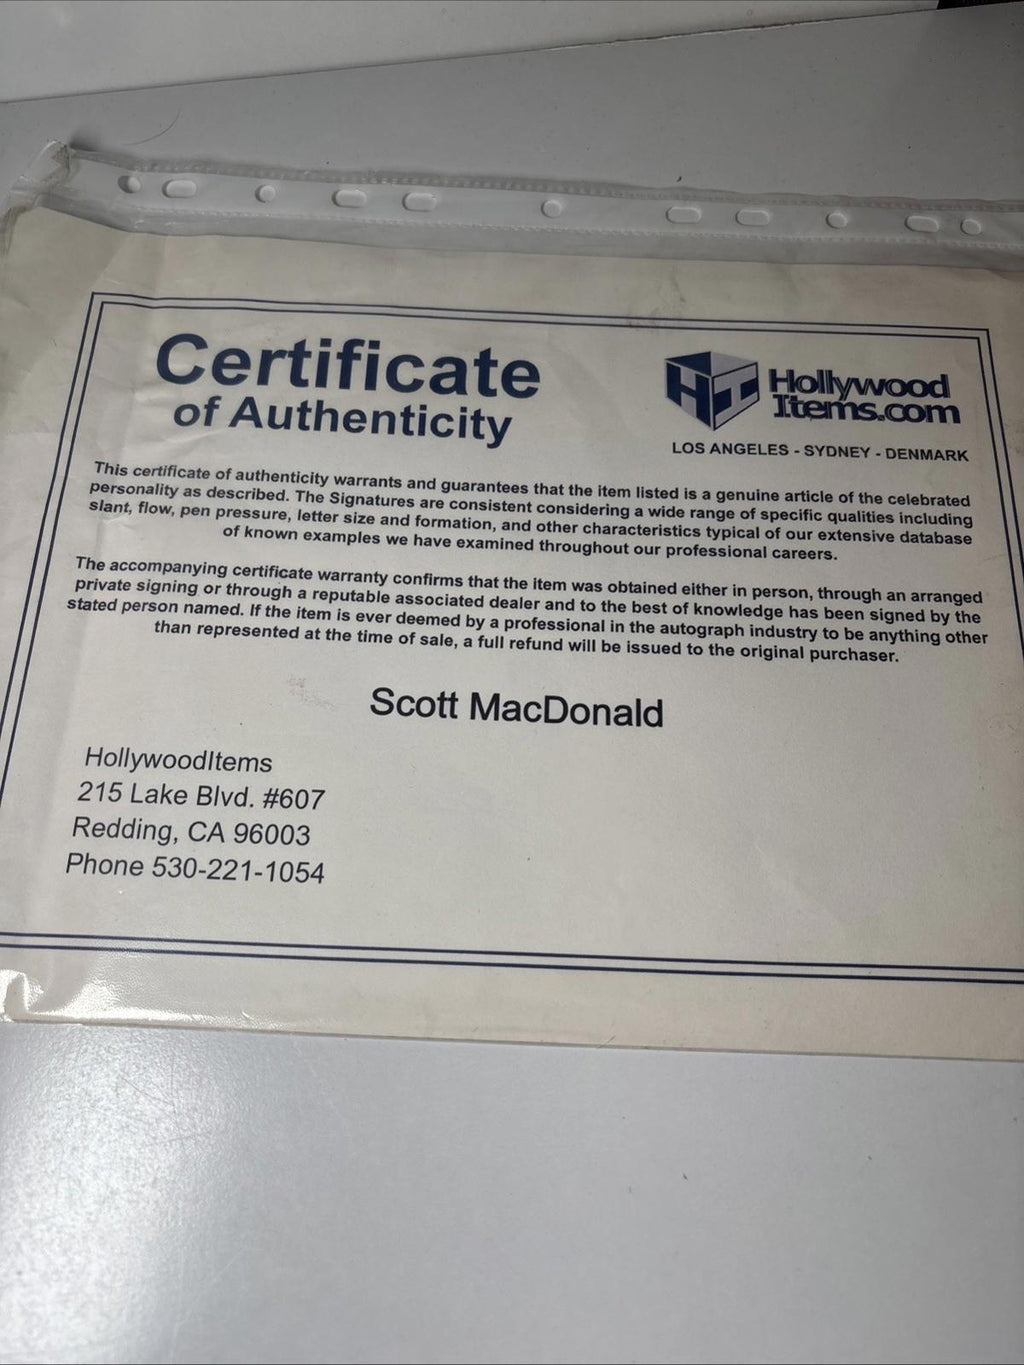 Certificate
of Authenticity
HI
Hollywood
Items.com
LOS ANGELES - SYDNEY - DENMARK
This certificate of authenticity warrants and guarantees that the item listed is a genuine article of the celebrated
personality as described. The Signatures are consistent considering a wide range of specific qualities including
slant, flow, pen pressure, letter size and formation, and other characteristics typical of our extensive database
of known examples we have examined throughout our professional careers.
The accompanying certificate warranty confirms that the item was obtained either in person, through an arranged
private signing or through a reputable associated dealer and to the best of knowledge has been signed by the
stated person named. If the item is ever deemed by a professional in the autograph industry to be anything other
than represented at the time of sale, a full refund will be issued to the original purchaser.
Scott MacDonald
HollywoodItems
215 Lake Blvd. #607
Redding, CA 96003
Phone 530-221-1054